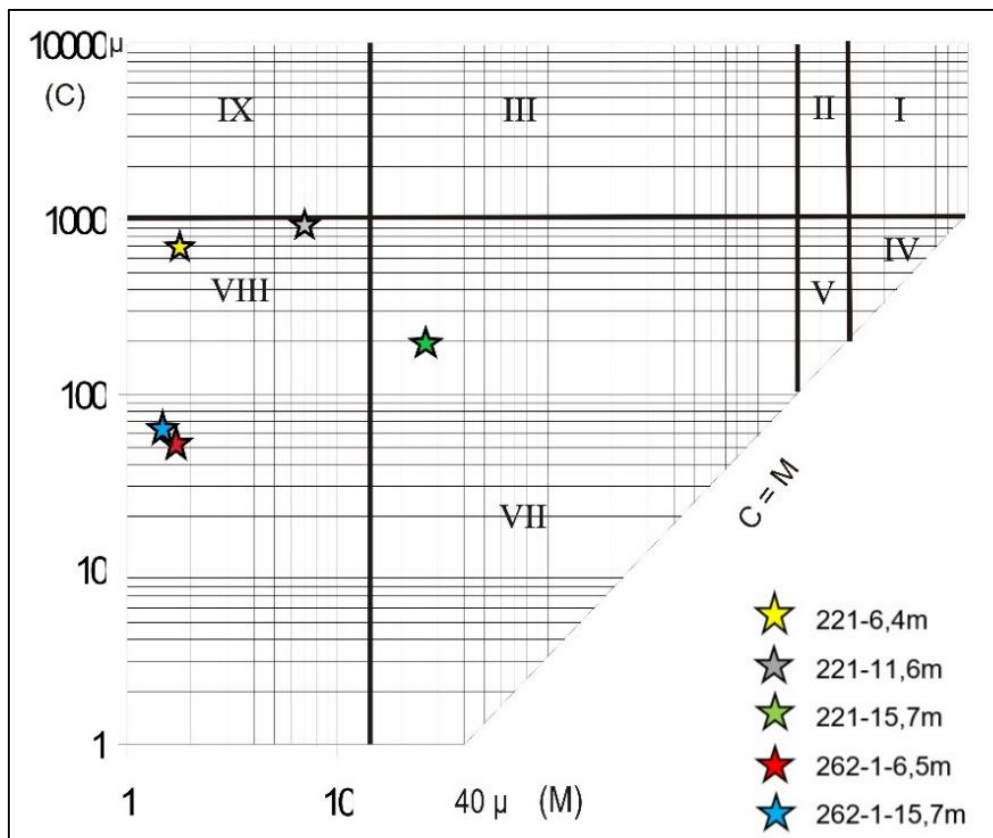 10000µ
(C)
IX
III
II
I
1000
IV
VIII
V
100
C = M
VII
10
221-6,4m
221-11,6m
221-15,7m
1
262-1-6,5m
1
10
40 µ
(M)
262-1-15,7m